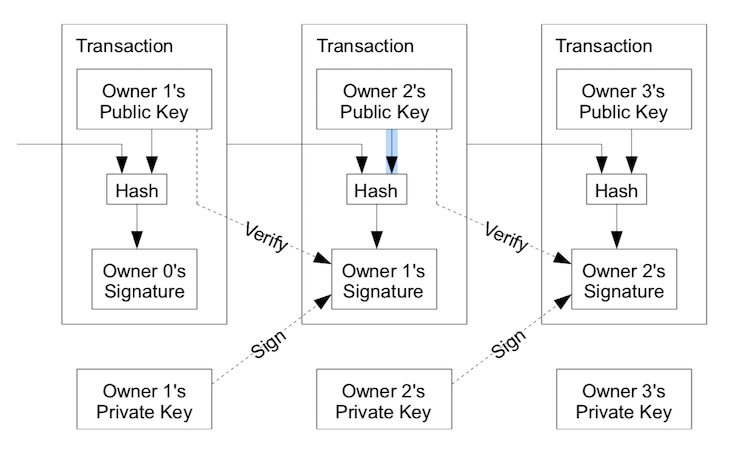 Transaction
Owner 1's
Public Key
Hash
Owner 0's
Signature
Transaction
Owner 2's
Public Key
Hash
Owner 1's
Signature
Transaction
Owner 3's
Public Key
Hash
Owner 2's
Signature
Verify
Verify
Sign
Sign
Owner 1's
Private Key
Owner 2's
Private Key
Owner 3's
Private Key